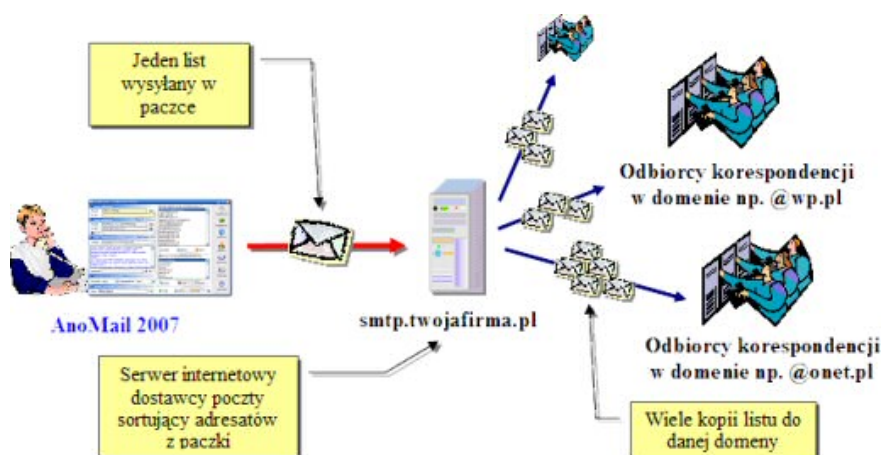 Jeden list
wysyłany w
paczce
Odbiorcy korespondencji
w domenie np. @wp.pl
AnoMail 2007
smtp.twojafirma.pl
Odbiorcy korespondencji
w domenie np. @onet.pl
Serwer internetowy
dostawcy poczty
sortujący adresatów
z paczki
Wiele kopii listu do
danej domeny